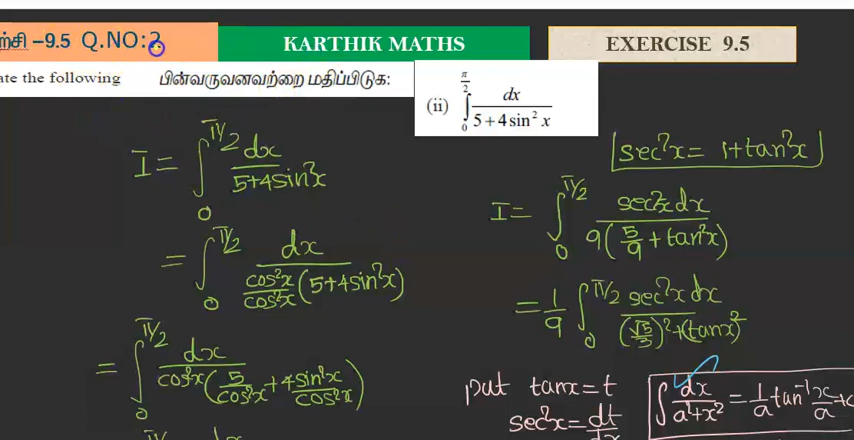 ற்சி –9.5 Q.NO:2
KARTHIK MATHS
EXERCISE 9.5
ate the following பின்வருவனவற்றை மதிப்பிடுக:
(ii) ∫₀^(π/2) dx/(5+4sin²x)
I = ∫₀^(π/2) dx/(5+4sin²x)
= ∫₀^(π/2) dx/((cos²x/cos²x)(5+4sin²x))
= ∫₀^(π/2) dx/(cos²x(5/cos²x + 4sin²x/cos²x))
sec²x = 1+tan²x
I = ∫₀^(π/2) sec²x dx/(9(5/9 + tan²x))
= 1/9 ∫₀^(π/2) sec²x dx/((√5/3)²+(tanx)²)
put tanx = t
sec²x = dt/dx
∫ dx/(a²+x²) = 1/a tan⁻¹ x/a + c
π/2 dx